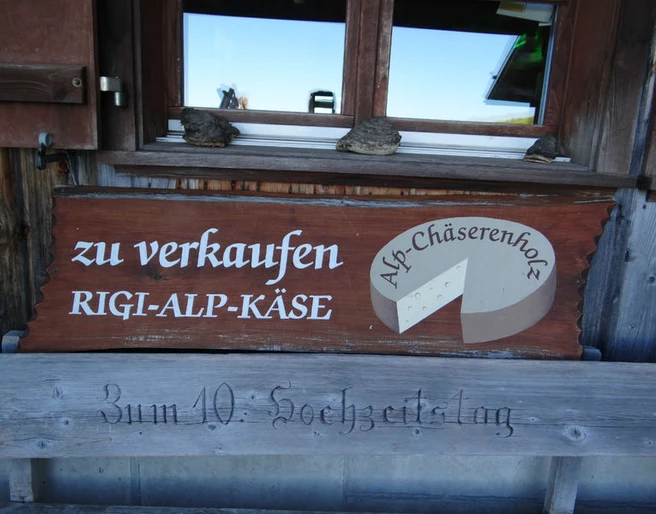 zu verkaufen
RIGI-ALP-KÄSE
Alp-Chäserenholz
Zum 10. Hochzeitstag